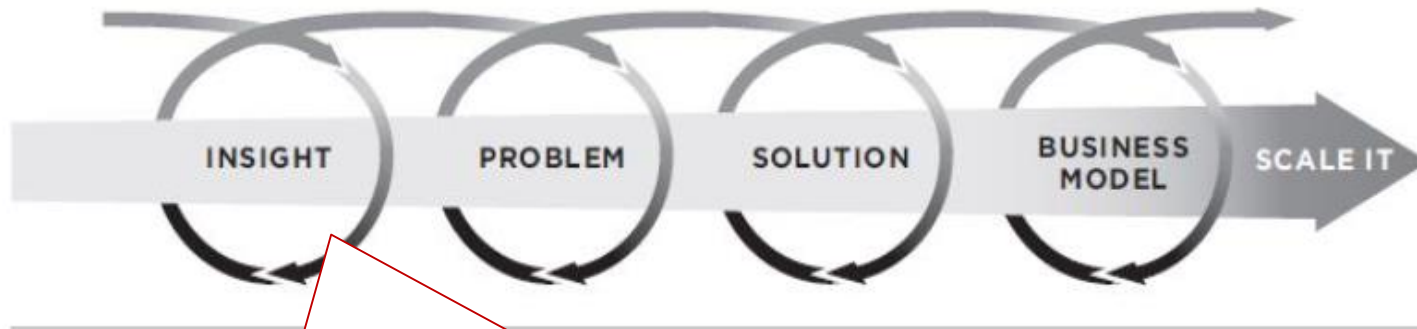 INSIGHT
PROBLEM
SOLUTION
BUSINESS
MODEL
SCALE IT